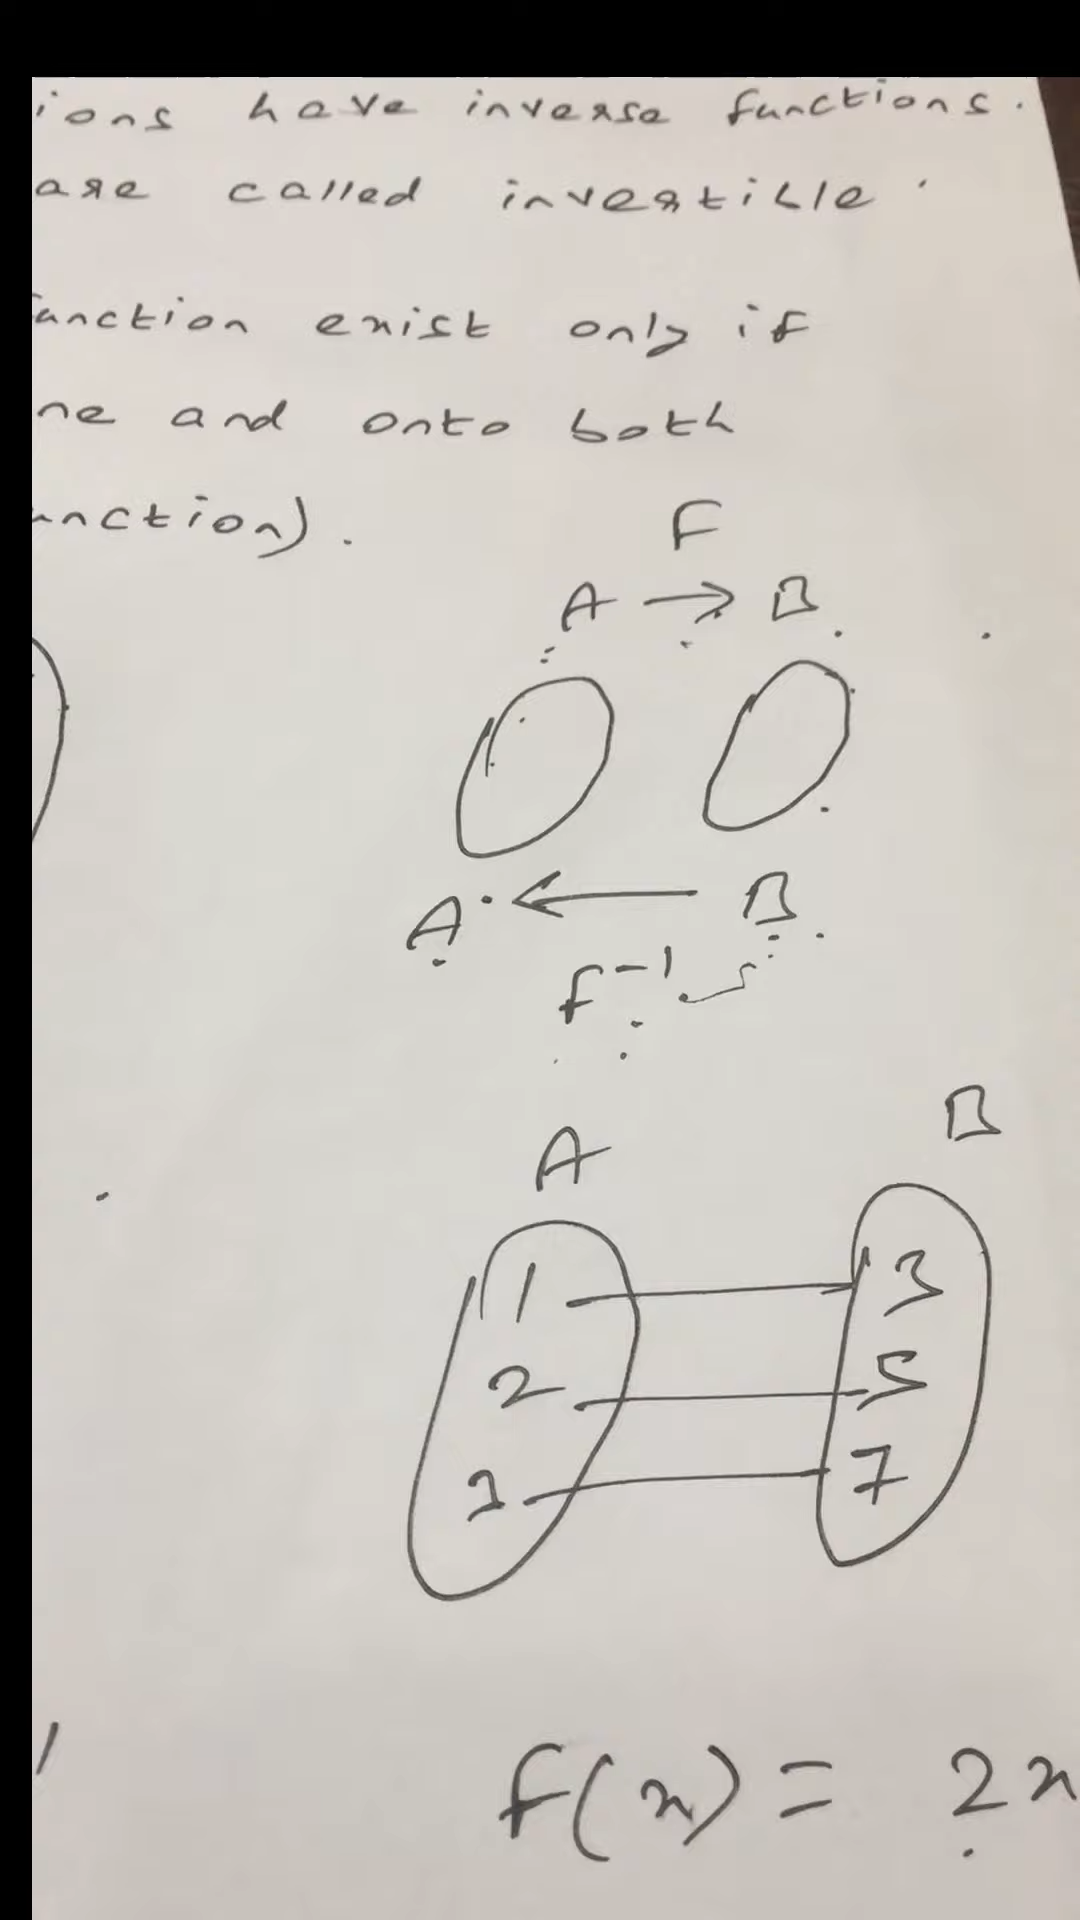 ions have inverse functions.
are called invertible.
unction exist only if
ne and onto both
unction).
F
A → B
A ← B
f⁻¹
A B
1 3
2 5
3 7
f(x) = 2x